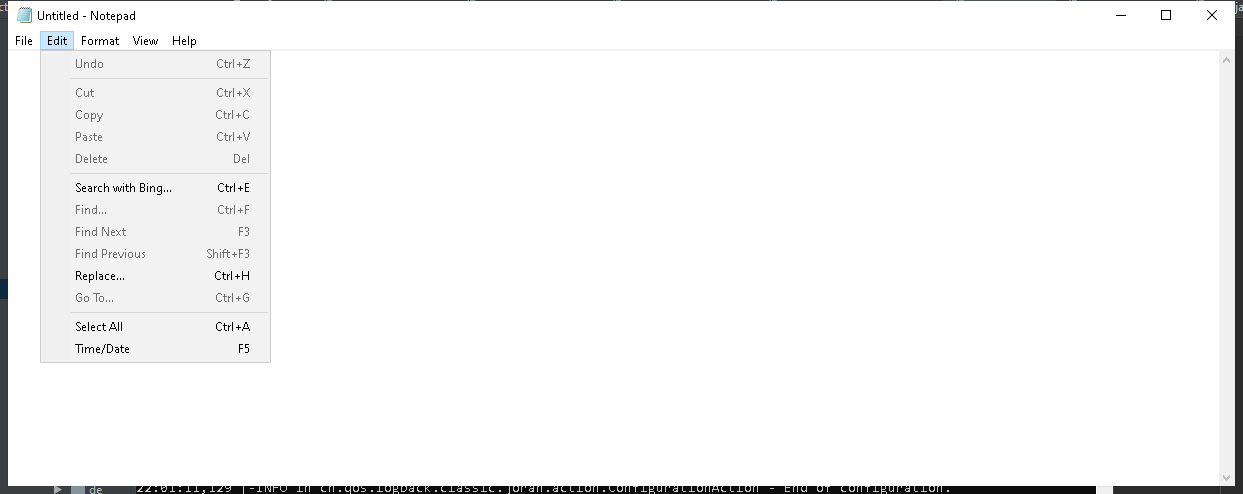 Untitled - Notepad
File Edit Format View Help
Undo Ctrl+Z
Cut Ctrl+X
Copy Ctrl+C
Paste Ctrl+V
Delete Del
Search with Bing... Ctrl+E
Find... Ctrl+F
Find Next F3
Find Previous Shift+F3
Replace... Ctrl+H
Go To... Ctrl+G
Select All Ctrl+A
Time/Date F5
de 22:01:11,129 |-INFO in ch.qos.logback.classic.joran.action.ConfigurationAction - End of configuration.